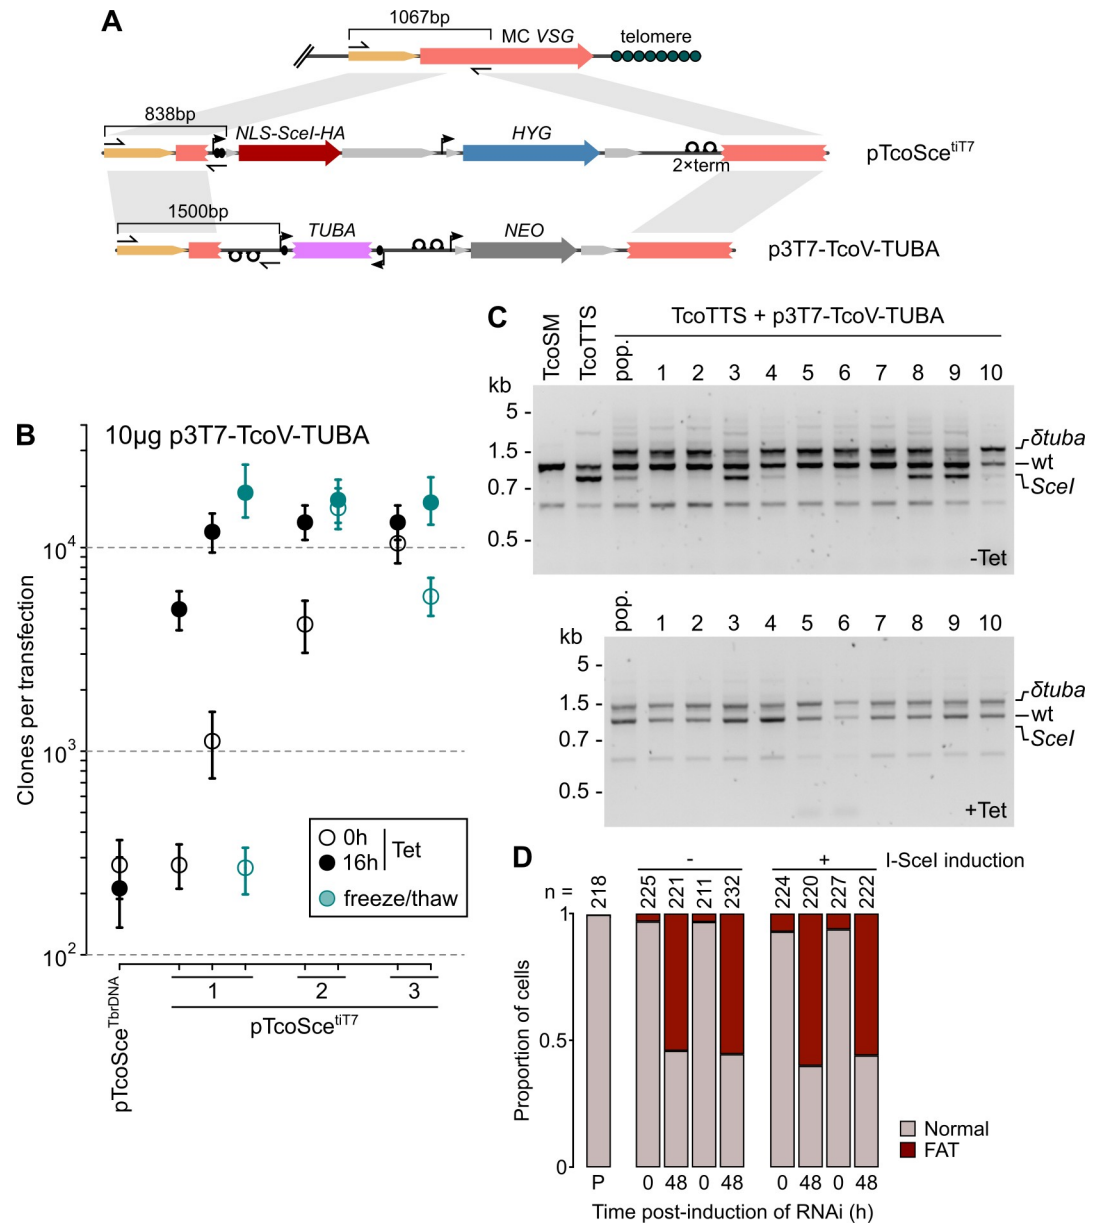 A
1067bp
MC VSG
telomere
838bp
NLS-SceI-HA
HYG
2×term
pTcoSce^tiT7
1500bp
TUBA
NEO
p3T7-TcoV-TUBA
B
10μg p3T7-TcoV-TUBA
Clones per transfection
10^4
10^3
10^2
0h
16h
Tet
freeze/thaw
pTcoSce^TbrDNA
1 2 3
pTcoSce^tiT7
C
TcoSM
TcoTTS
TcoTTS + p3T7-TcoV-TUBA
pop. 1 2 3 4 5 6 7 8 9 10
kb
5 -
1.5 -
0.7 -
0.5 -
δtuba
wt
SceI
-Tet
pop. 1 2 3 4 5 6 7 8 9 10
kb
5 -
1.5 -
0.7 -
0.5 -
δtuba
wt
SceI
+Tet
D
- + I-SceI induction
n = 218 225 221 211 232 224 220 227 222
Proportion of cells
1
0.5
0
Normal
FAT
P 0 48 0 48 0 48 0 48
Time post-induction of RNAi (h)